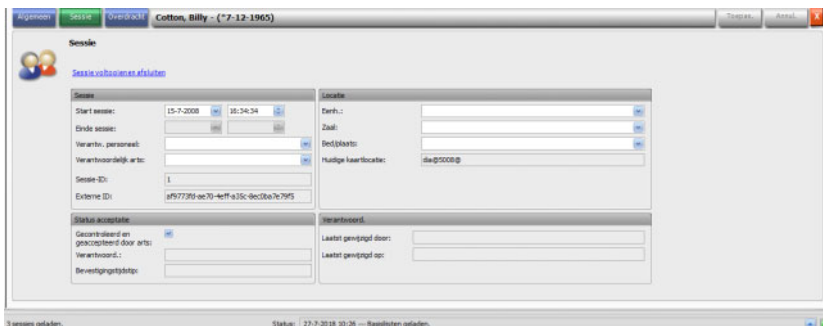 Algemeen Sessie Overdracht Cotton, Billy - (*7-12-1965) Toepas.. Annul. X
Sessie
Sessie voltooien en afsluiten
Sessie
Start sessie: 15-7-2008 16:34:34
Einde sessie:
Verantw. personeel:
Verantwoordelijk arts:
Sessie-ID: 1
Externe ID: af9773fd-ae70-4eff-a35c-8ec0ba7e79f5
Locatie
Eenh.:
Zaal:
Bed/plaats:
Huidige kaartlocatie: dia@5008@
Status acceptatie
Gecontroleerd en
geaccepteerd door arts:
Verantwoord.:
Bevestigingstijdstip:
Verantwoord.
Laatst gewijzigd door:
Laatst gewijzigd op:
3 sessies geladen. Status: 27-7-2018 10:26 --- Basislijsten geladen.